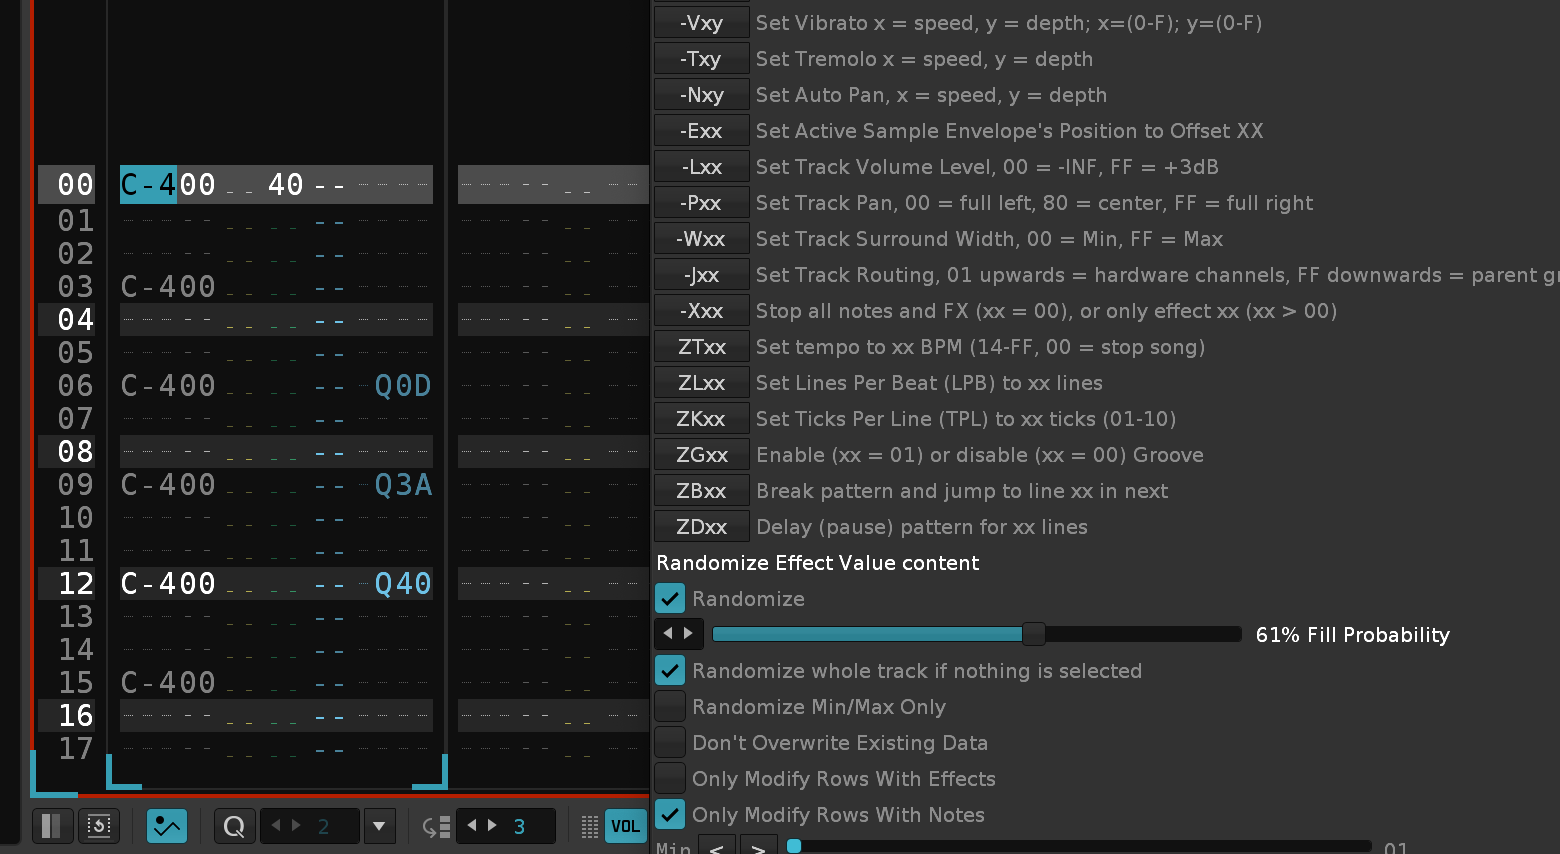 00 C-400 -- 40 --
01 --
02 --
03 C-400 --
04 --
05 --
06 C-400 -- Q0D
07 --
08 --
09 C-400 -- Q3A
10 --
11 --
12 C-400 -- Q40
13 --
14 --
15 C-400 --
16 --
17 --
Q 2 3 VOL
-Vxy Set Vibrato x = speed, y = depth; x=(0-F); y=(0-F)
-Txy Set Tremolo x = speed, y = depth
-Nxy Set Auto Pan, x = speed, y = depth
-Exx Set Active Sample Envelope's Position to Offset XX
-Lxx Set Track Volume Level, 00 = -INF, FF = +3dB
-Pxx Set Track Pan, 00 = full left, 80 = center, FF = full right
-Wxx Set Track Surround Width, 00 = Min, FF = Max
-Jxx Set Track Routing, 01 upwards = hardware channels, FF downwards = parent gr
-Xxx Stop all notes and FX (xx = 00), or only effect xx (xx > 00)
ZTxx Set tempo to xx BPM (14-FF, 00 = stop song)
ZLxx Set Lines Per Beat (LPB) to xx lines
ZKxx Set Ticks Per Line (TPL) to xx ticks (01-10)
ZGxx Enable (xx = 01) or disable (xx = 00) Groove
ZBxx Break pattern and jump to line xx in next
ZDxx Delay (pause) pattern for xx lines
Randomize Effect Value content
Randomize
61% Fill Probability
Randomize whole track if nothing is selected
Randomize Min/Max Only
Don't Overwrite Existing Data
Only Modify Rows With Effects
Only Modify Rows With Notes
Min < > 01